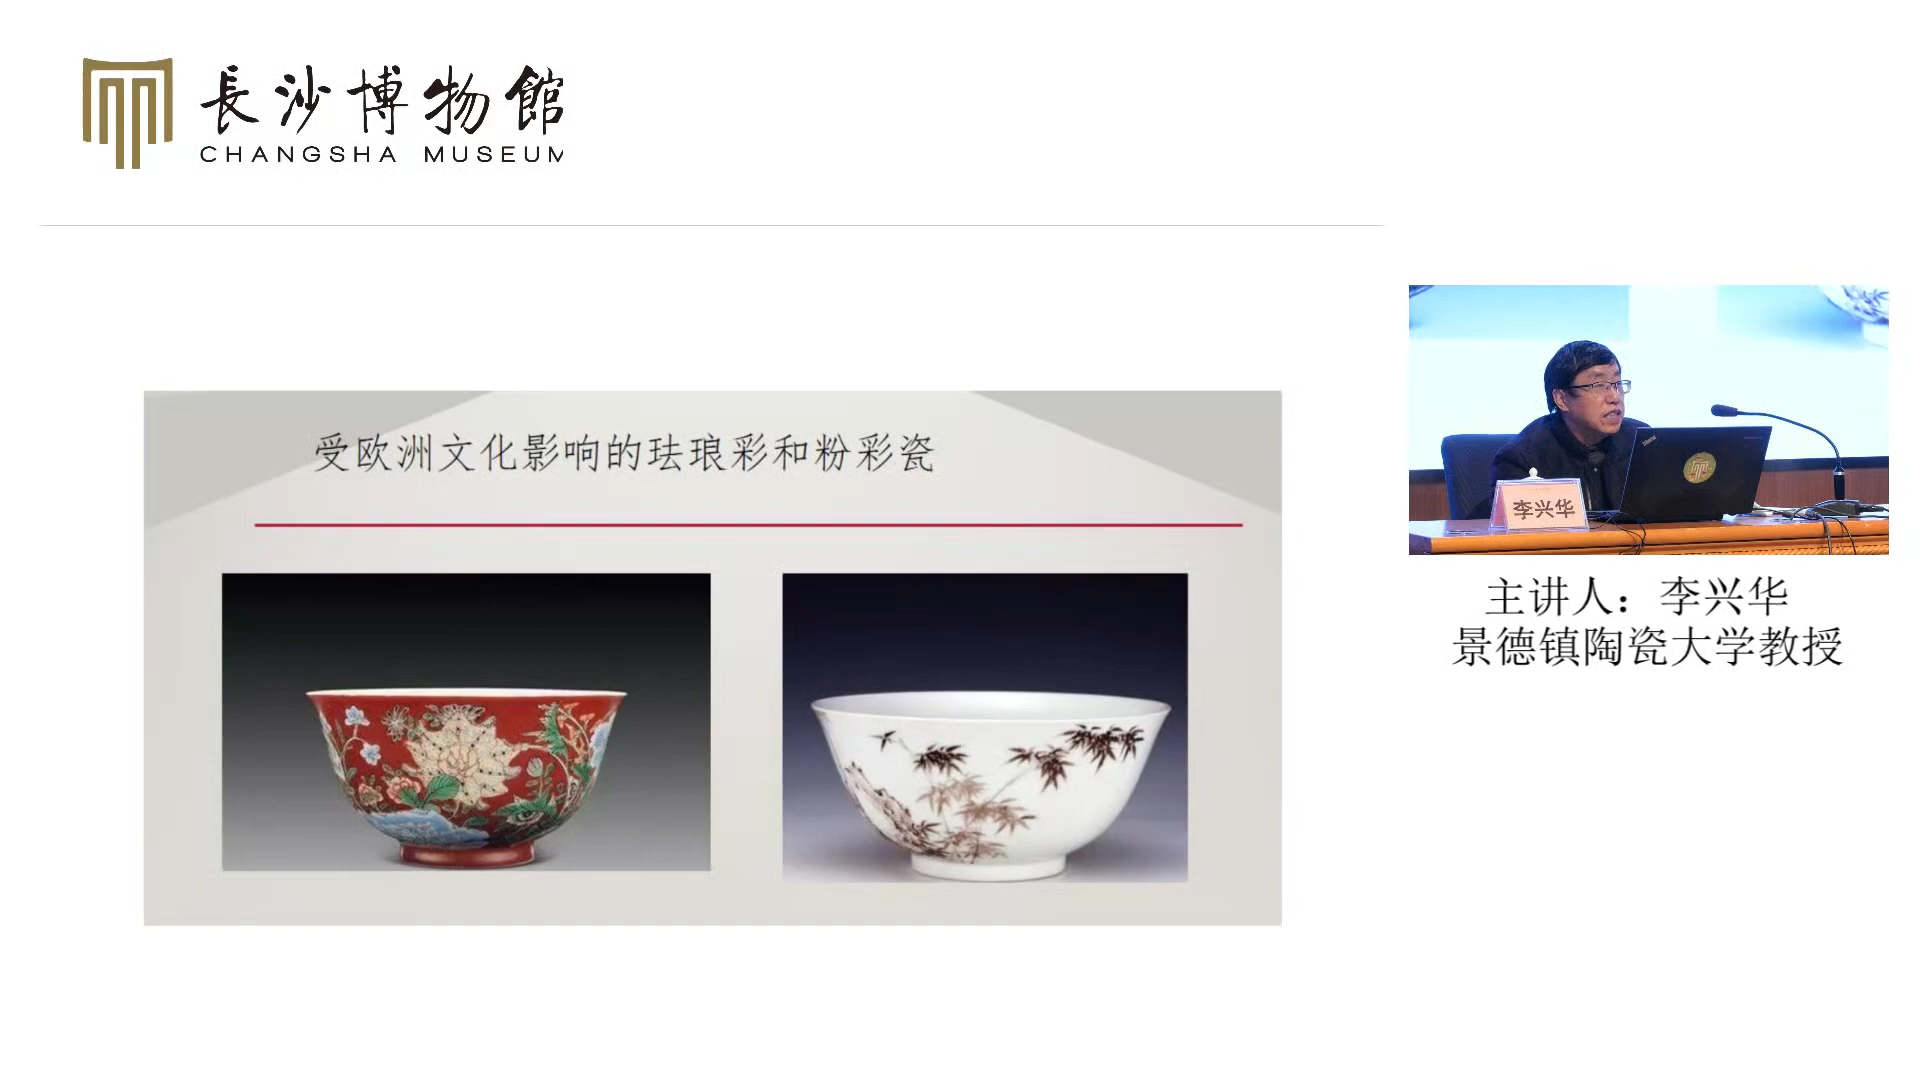 長沙博物館
CHANGSHA MUSEUM
受欧洲文化影响的珐琅彩和粉彩瓷
李兴华
主讲人：李兴华
景德镇陶瓷大学教授